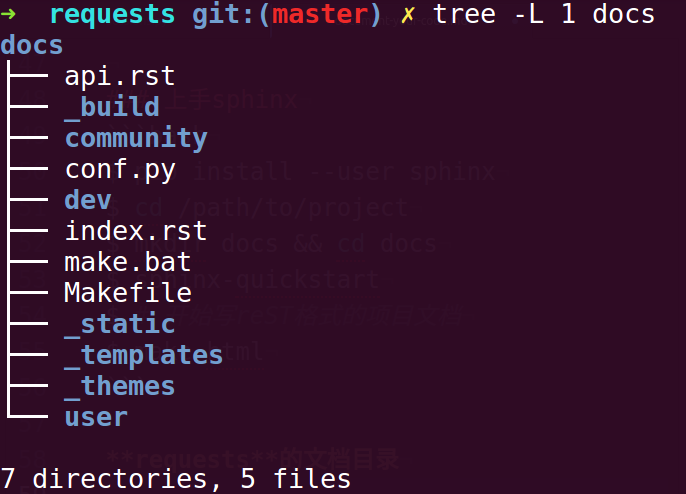 ➜ requests git:(master) ✗ tree -L 1 docs
docs
├── api.rst
├── _build
├── community
├── conf.py
├── dev
├── index.rst
├── make.bat
├── Makefile
├── _static
├── _templates
├── _themes
└── user
7 directories, 5 files